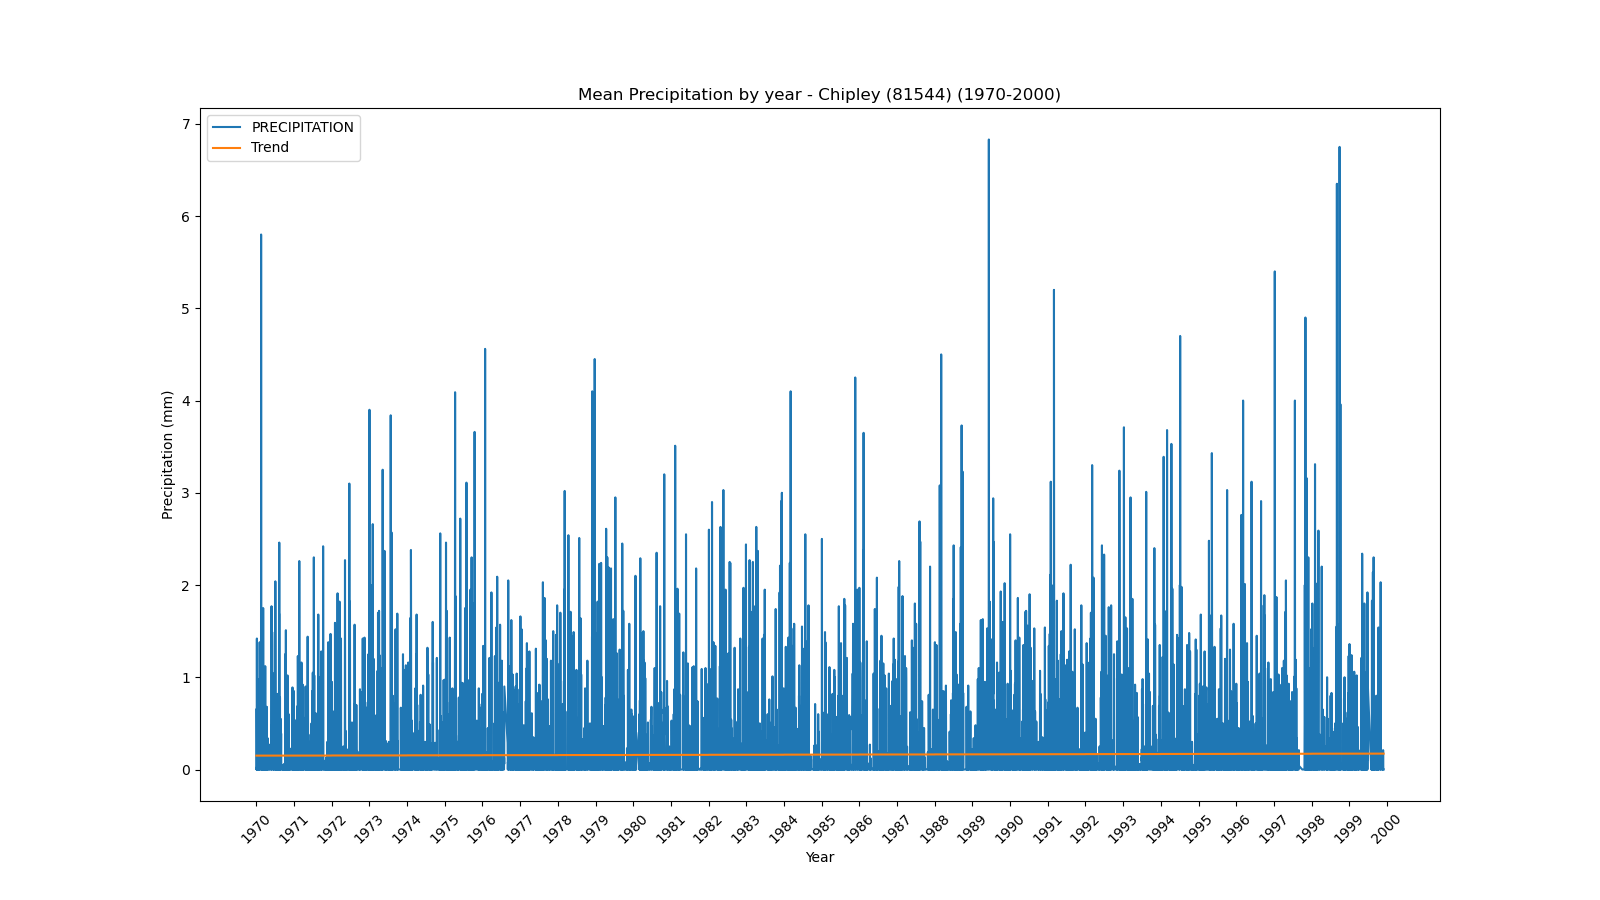 Mean Precipitation by year - Chipley (81544) (1970-2000)
PRECIPITATION
Trend
7
6
5
4
3
2
1
0
Precipitation (mm)
1970 1971 1972 1973 1974 1975 1976 1977 1978 1979 1980 1981 1982 1983 1984 1985 1986 1987 1988 1989 1990 1991 1992 1993 1994 1995 1996 1997 1998 1999 2000
Year